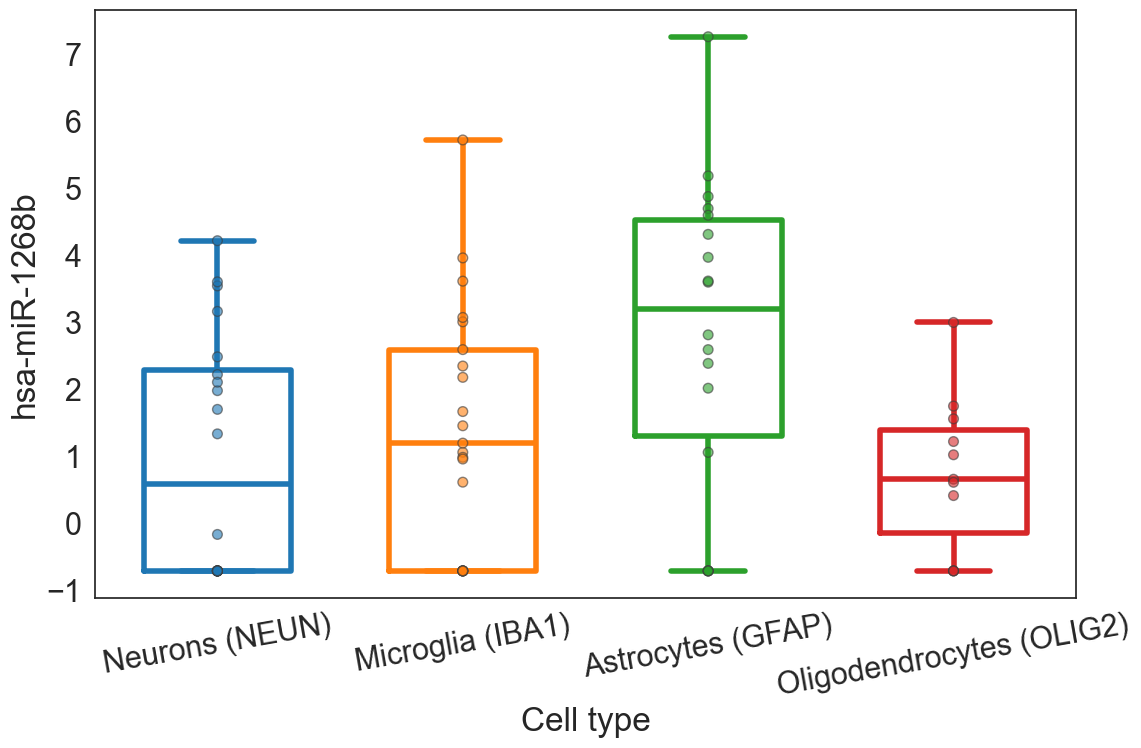 hsa-miR-1268b
7
6
5
4
3
2
1
0
−1
Neurons (NEUN)
Microglia (IBA1)
Astrocytes (GFAP)
Oligodendrocytes (OLIG2)
Cell type